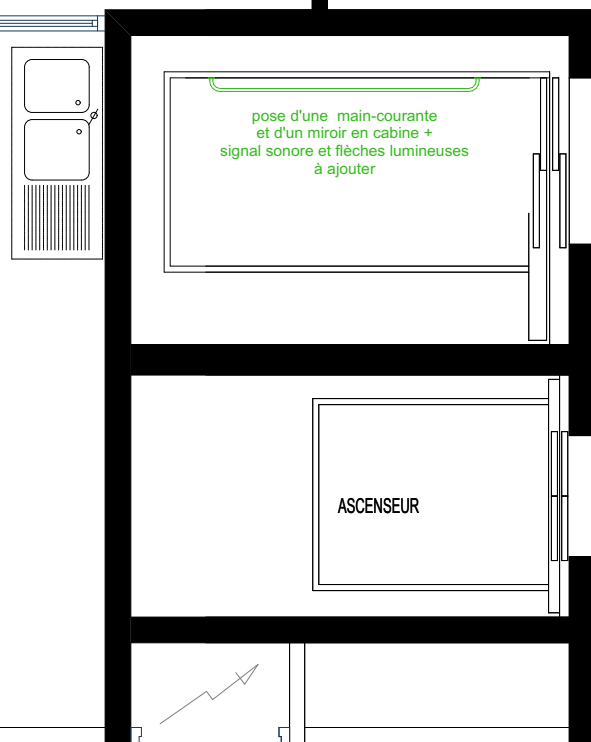 pose d'une main-courante
et d'un miroir en cabine +
signal sonore et flèches lumineuses
à ajouter
ASCENSEUR